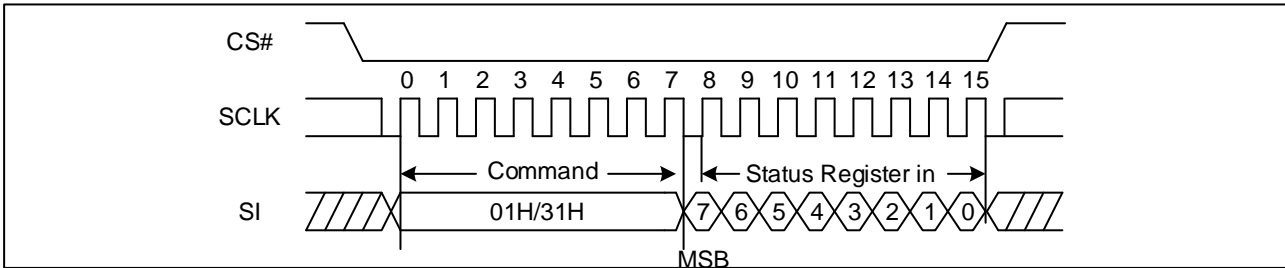 CS#
0 1 2 3 4 5 6 7 8 9 10 11 12 13 14 15
SCLK
Command Status Register in
SI 01H/31H 7 6 5 4 3 2 1 0
MSB